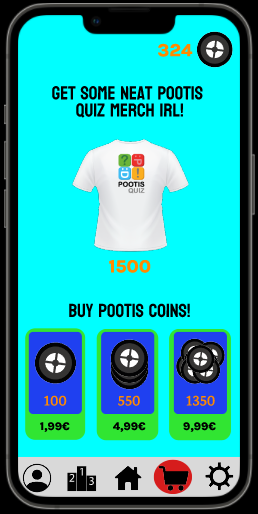 324
GET SOME NEAT POOTIS
QUIZ MERCH IRL!
? P
D !
POOTIS
QUIZ
1500
BUY POOTIS COINS!
100 550 1350
1,99€ 4,99€ 9,99€
2 1 3